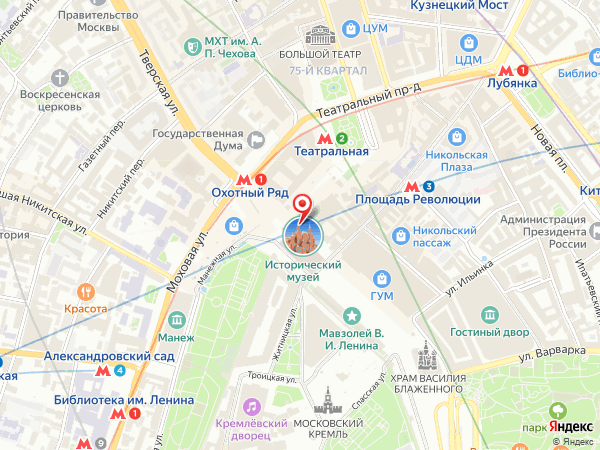 Кузнецкий Мост
Правительство
Москвы
МХТ им. А.
П. Чехова
ЦУМ
БОЛЬШОЙ ТЕАТР
75-Й КВАРТАЛ
ЦДМ
Лубянка
1
Библио-
Тверская ул.
Воскресенская
церковь
Театральный пр-д
Газетный пер.
Государственная
Дума
2
Театральная
Никольская
Плаза
Новая пл.
Никитский пер.
Охотный Ряд
1
3
Площадь Революции
Кит
шая Никитская ул.
Моховая ул.
Манежная ул.
Никольский
пассаж
Администрация
Президента
России
тория
Исторический
музей
ГУМ
ул. Ильинка
Ипатьевский пер.
Красота
Манеж
Житницкая ул.
Мавзолей В.
И. Ленина
Гостиный двор
Александровский сад
4
ская
Троицкая ул.
Спасская ул.
ул. Варварка
ХРАМ ВАСИЛИЯ
БЛАЖЕННОГО
Библиотека им. Ленина
1
9
Кремлёвский
дворец
МОСКОВСКИЙ
КРЕМЛЬ
парк
Яндекс